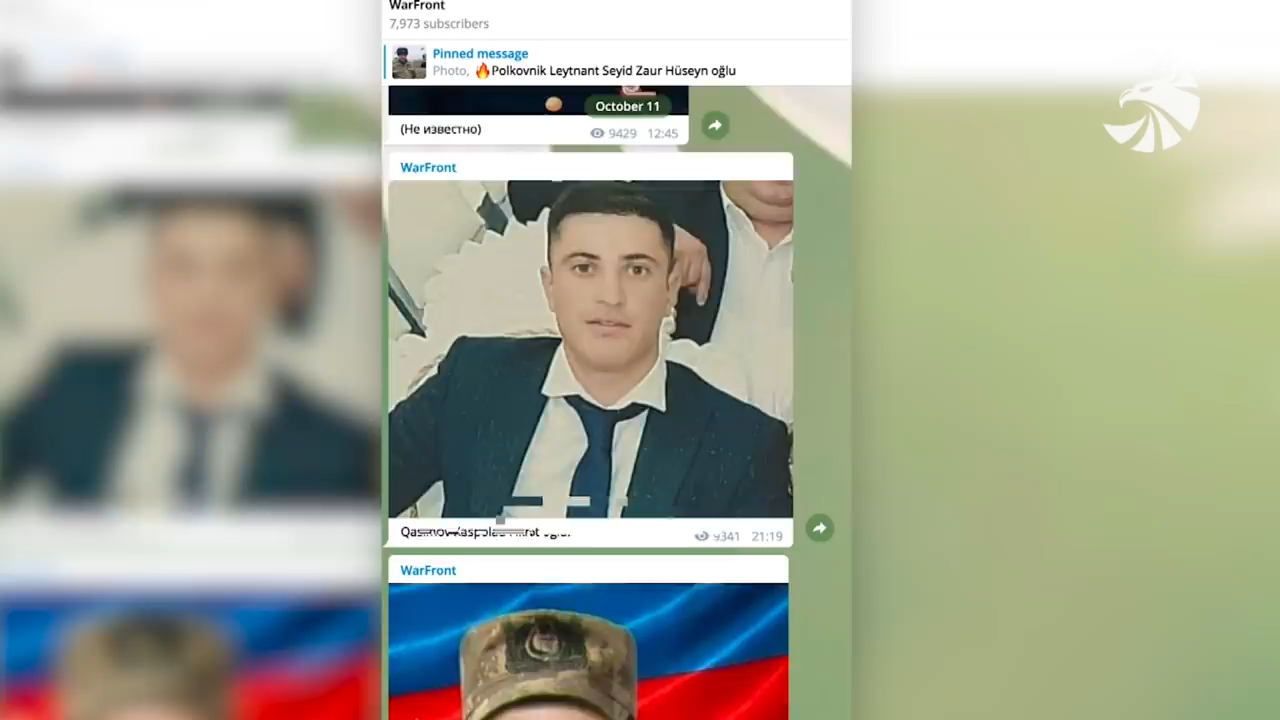 WarFront
7,973 subscribers
Pinned message
Photo, 🔥Polkovnik Leytnant Seyid Zaur Hüseyn oğlu
October 11
(Не известно)
9429 12:45
WarFront
9341 21:19
WarFront